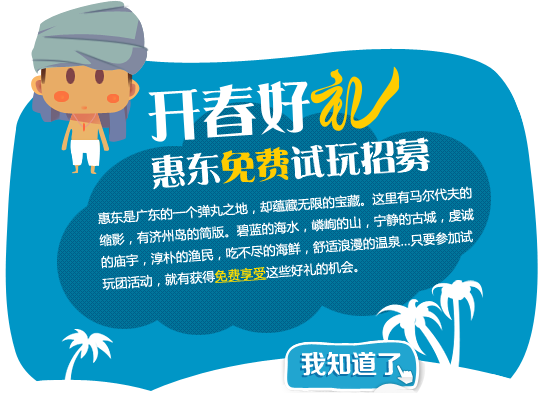 开春好礼
惠东免费试玩招募
惠东是广东的一个弹丸之地，却蕴藏无限的宝藏。这里有马尔代夫的
缩影，有济州岛的简版。碧蓝的海水，嶙峋的山，宁静的古城，虔诚
的庙宇，淳朴的渔民，吃不尽的海鲜，舒适浪漫的温泉...只要参加试
玩团活动，就有获得免费享受这些好礼的机会。
我知道了